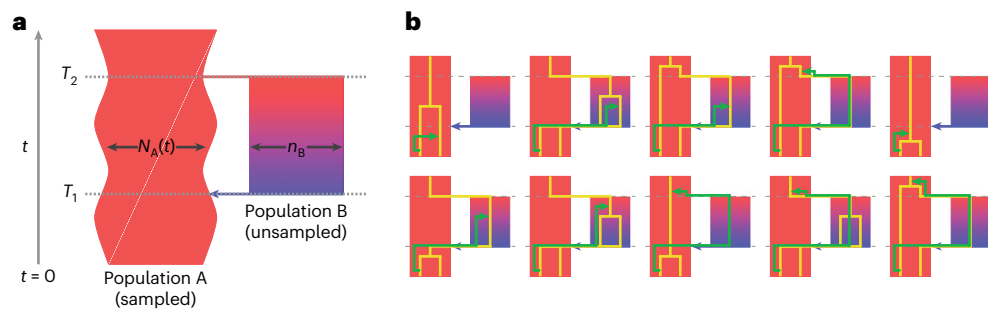 a
b
T2
t
NA(t)
nB
T1
Population B
(unsampled)
t = 0
Population A
(sampled)